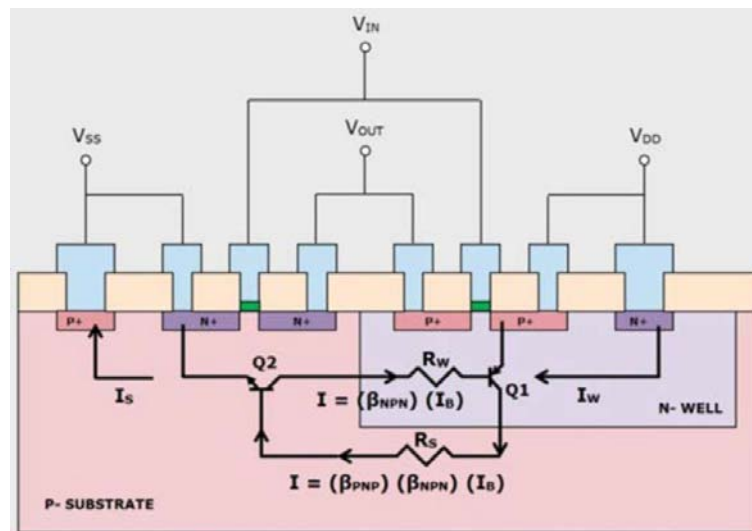 VIN
VOUT
VSS
VDD
P+
N+
N+
P+
P+
N+
Q2
RW
Q1
IS
I = (βNPN) (IB)
IW
N- WELL
RS
I = (βPNP) (βNPN) (IB)
P- SUBSTRATE